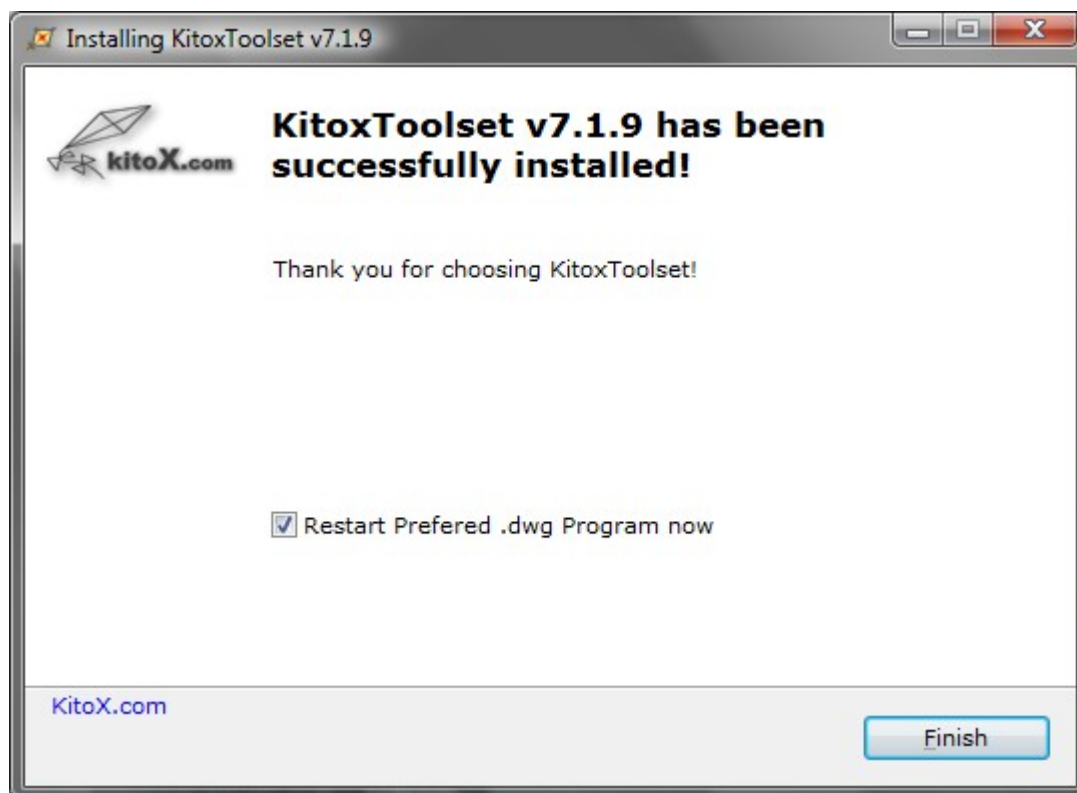 Installing KitoxToolset v7.1.9
kitoX.com
KitoxToolset v7.1.9 has been
successfully installed!
Thank you for choosing KitoxToolset!
Restart Prefered .dwg Program now
KitoX.com
Finish